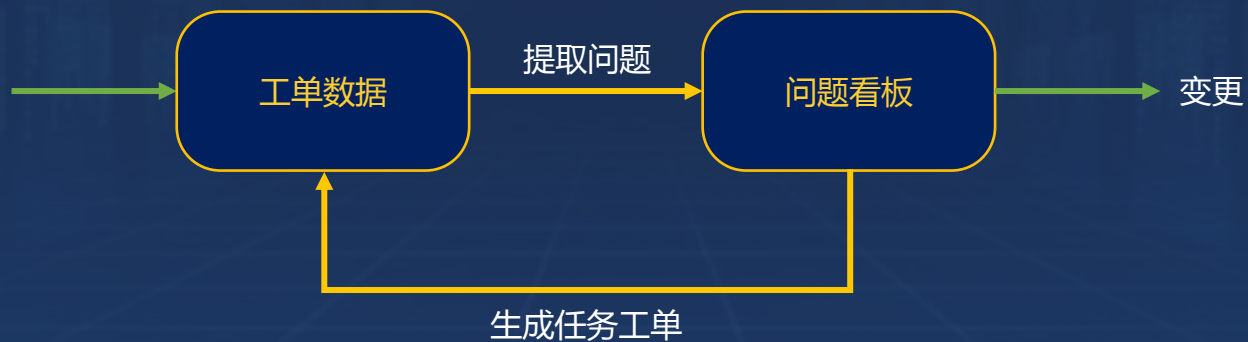 提取问题
工单数据
问题看板
变更
生成任务工单